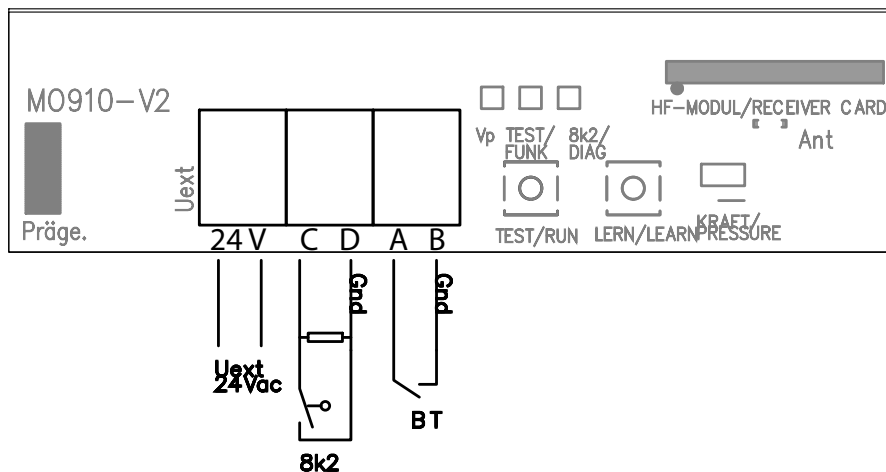 MO910-V2
HF-MODUL/RECEIVER CARD
Ant
Vp TEST/FUNK 8k2/DIAG
Uext
Präge.
24 V C D A B
TEST/RUN LERN/LEARN KRAFT/PRESSURE
Gnd Gnd
Uext
24Vac
BT
8k2